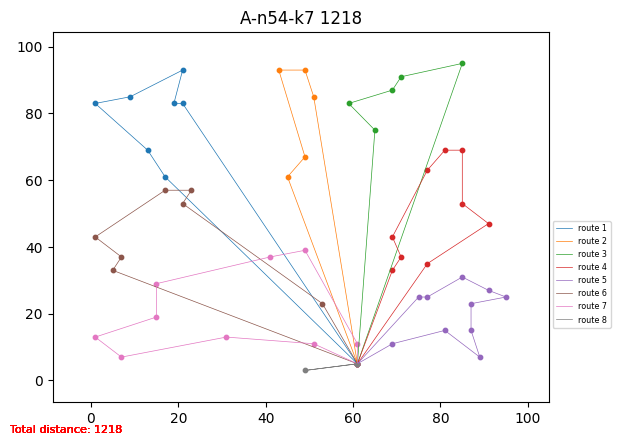 A-n54-k7 1218
100
80
60
40
20
0
0 20 40 60 80 100
route 1
route 2
route 3
route 4
route 5
route 6
route 7
route 8
Total distance: 1218